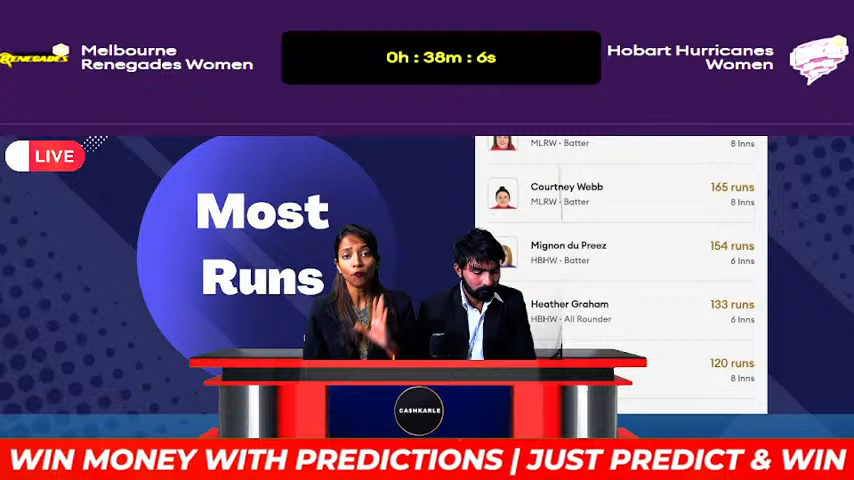 RENEGADES
Melbourne
Renegades Women
0h : 38m : 6s
Hobart Hurricanes
Women
LIVE
MLRW - Batter
8 Inns
Most
Runs
Courtney Webb
165 runs
MLRW - Batter
8 Inns
Mignon du Preez
154 runs
HBHW - Batter
6 Inns
Heather Graham
133 runs
HBHW - All Rounder
6 Inns
120 runs
8 Inns
CASHKARLE
WIN MONEY WITH PREDICTIONS | JUST PREDICT & WIN